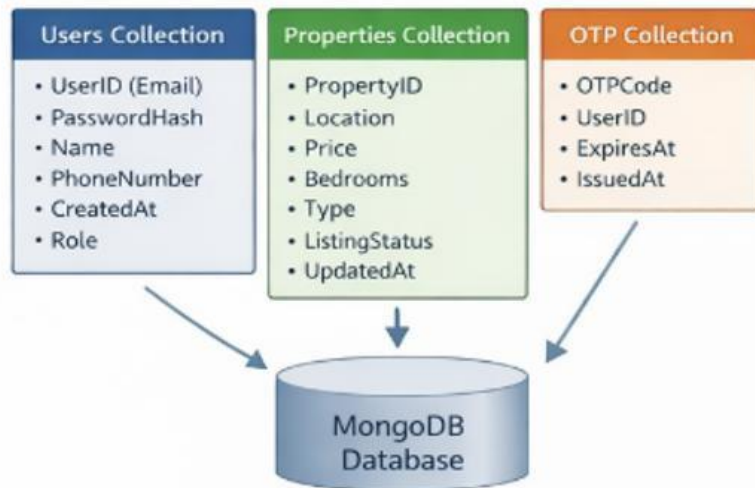 Users Collection
• UserID (Email)
• PasswordHash
• Name
• PhoneNumber
• CreatedAt
• Role
Properties Collection
• PropertyID
• Location
• Price
• Bedrooms
• Type
• ListingStatus
• UpdatedAt
OTP Collection
• OTPCode
• UserID
• ExpiresAt
• IssuedAt
MongoDB
Database